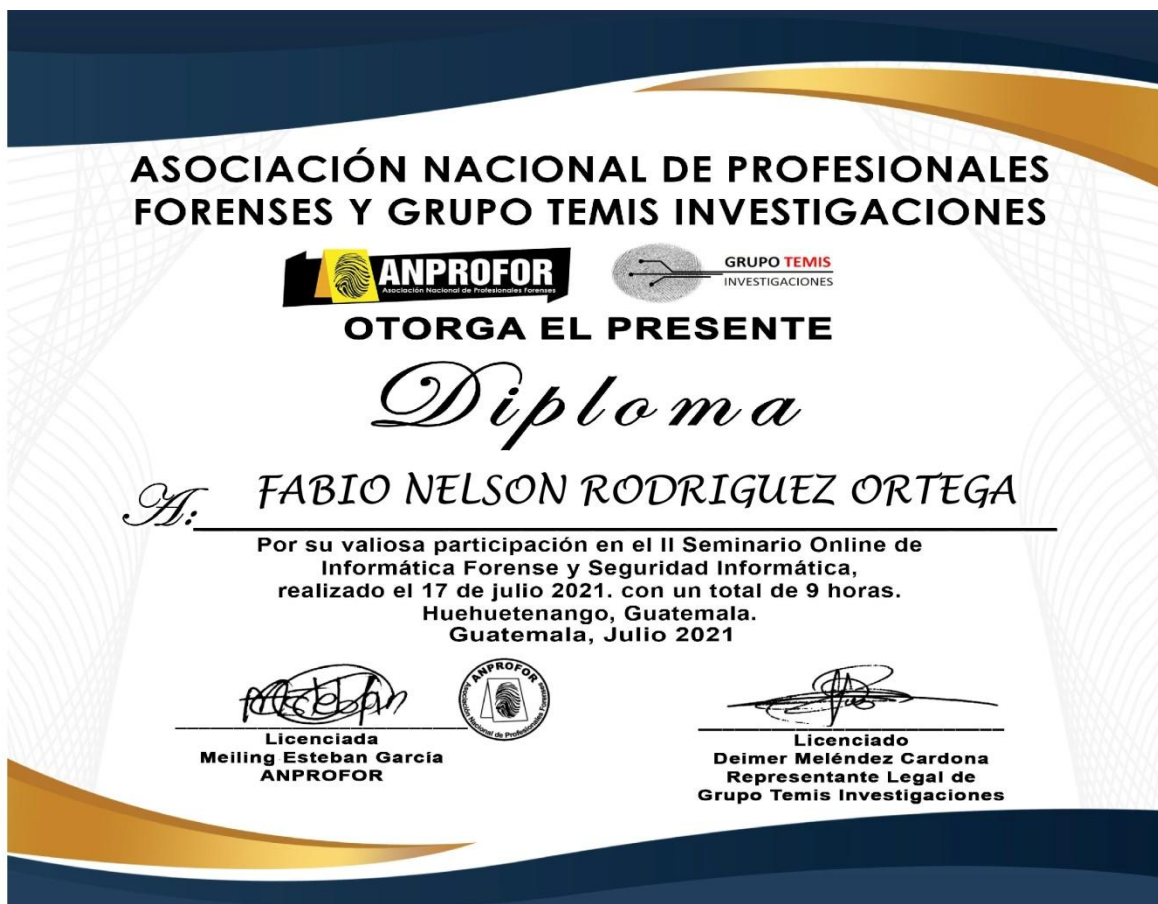 ASOCIACIÓN NACIONAL DE PROFESIONALES
FORENSES Y GRUPO TEMIS INVESTIGACIONES
ANPROFOR
Asociación Nacional de Profesionales Forenses
GRUPO TEMIS
INVESTIGACIONES
OTORGA EL PRESENTE
Diploma
A: FABIO NELSON RODRIGUEZ ORTEGA
Por su valiosa participación en el II Seminario Online de
Informática Forense y Seguridad Informática,
realizado el 17 de julio 2021. con un total de 9 horas.
Huehuetenango, Guatemala.
Guatemala, Julio 2021
ANPROFOR
Asociación Nacional de Profesionales Forenses
Licenciada
Meiling Esteban García
ANPROFOR
Licenciado
Deimer Meléndez Cardona
Representante Legal de
Grupo Temis Investigaciones